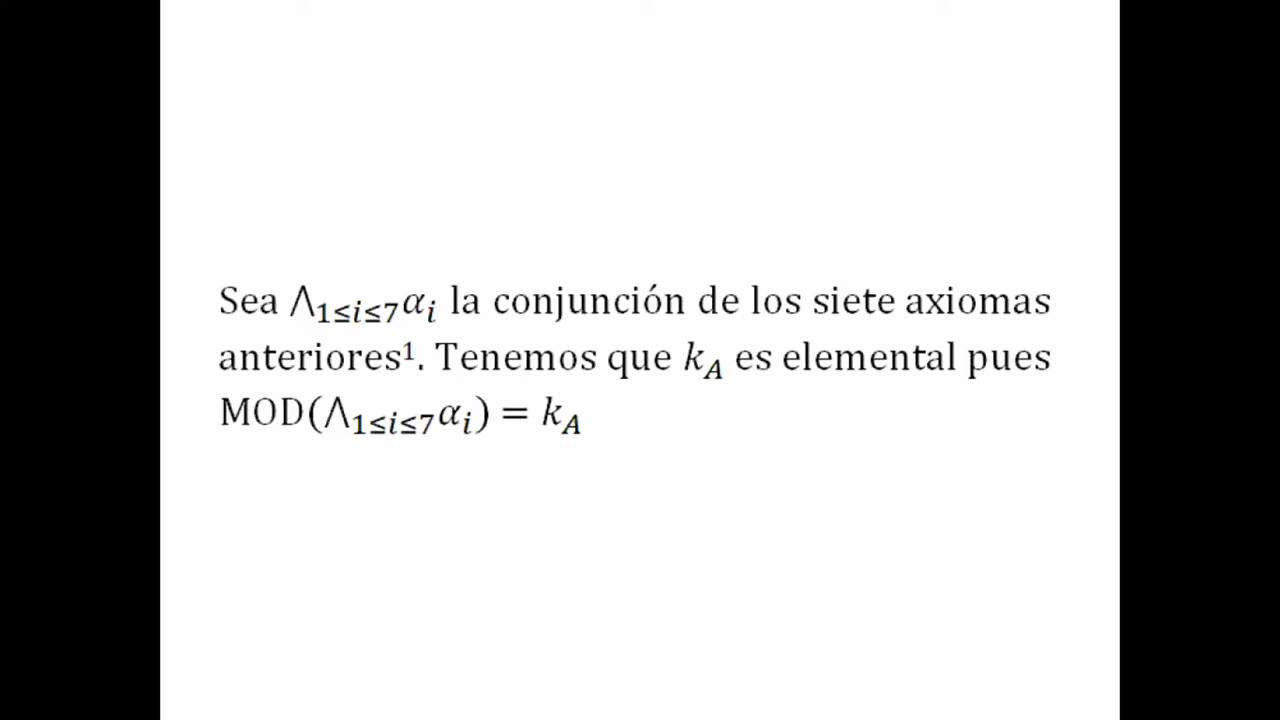 Sea ⋀₁≤ᵢ≤₇αᵢ la conjunción de los siete axiomas
anteriores¹. Tenemos que k_A es elemental pues
MOD(⋀₁≤ᵢ≤₇αᵢ) = k_A